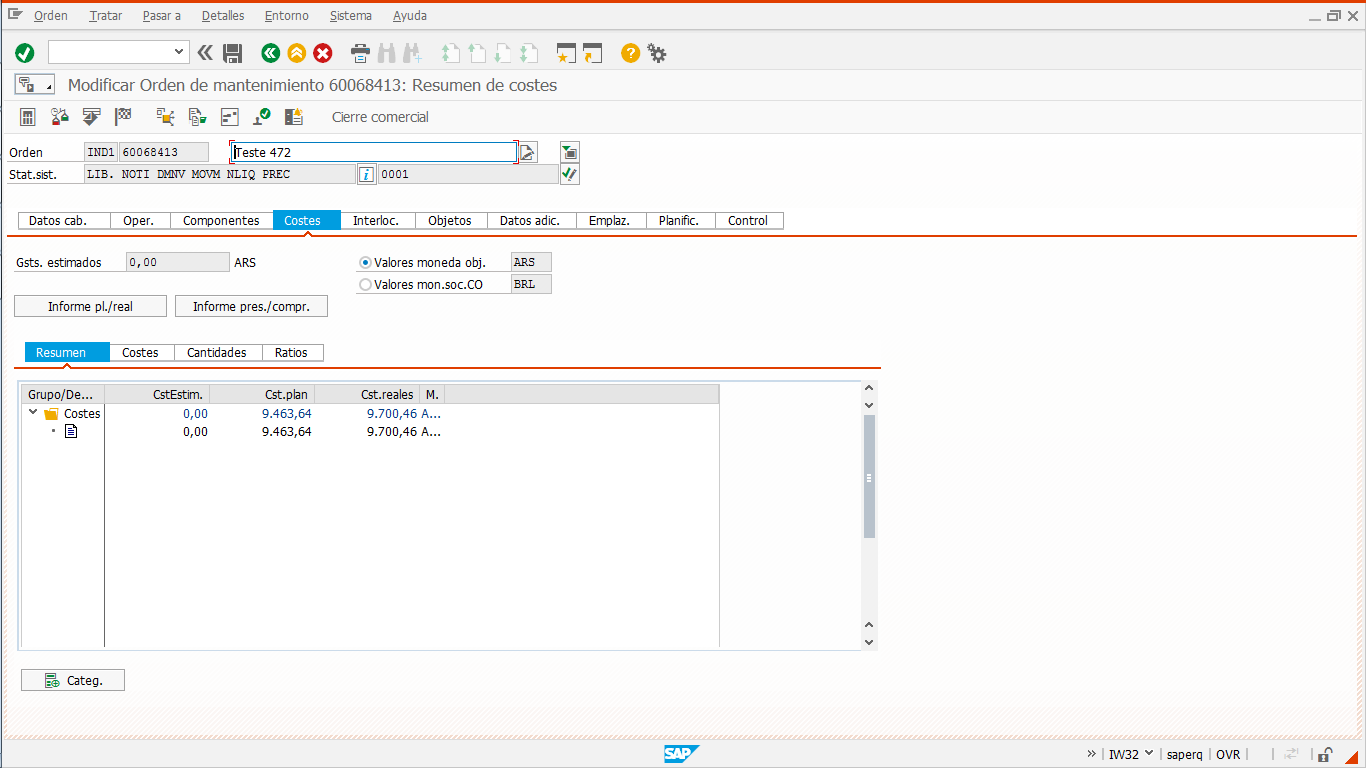 Orden Tratar Pasar a Detalles Entorno Sistema Ayuda
Modificar Orden de mantenimiento 60068413: Resumen de costes
Cierre comercial
Orden IND1 60068413 Teste 472
Stat.sist. LIB. NOTI DMNV MOVM NLIQ PREC 0001
Datos cab. Oper. Componentes Costes Interloc. Objetos Datos adic. Emplaz. Planific. Control
Gsts. estimados 0,00 ARS Valores moneda obj. ARS
Valores mon.soc.CO BRL
Informe pl./real Informe pres./compr.
Resumen Costes Cantidades Ratios
Grupo/De... CstEstim. Cst.plan Cst.reales M.
Costes 0,00 9.463,64 9.700,46 A...
0,00 9.463,64 9.700,46 A...
Categ.
SAP » IW32 saperq OVR